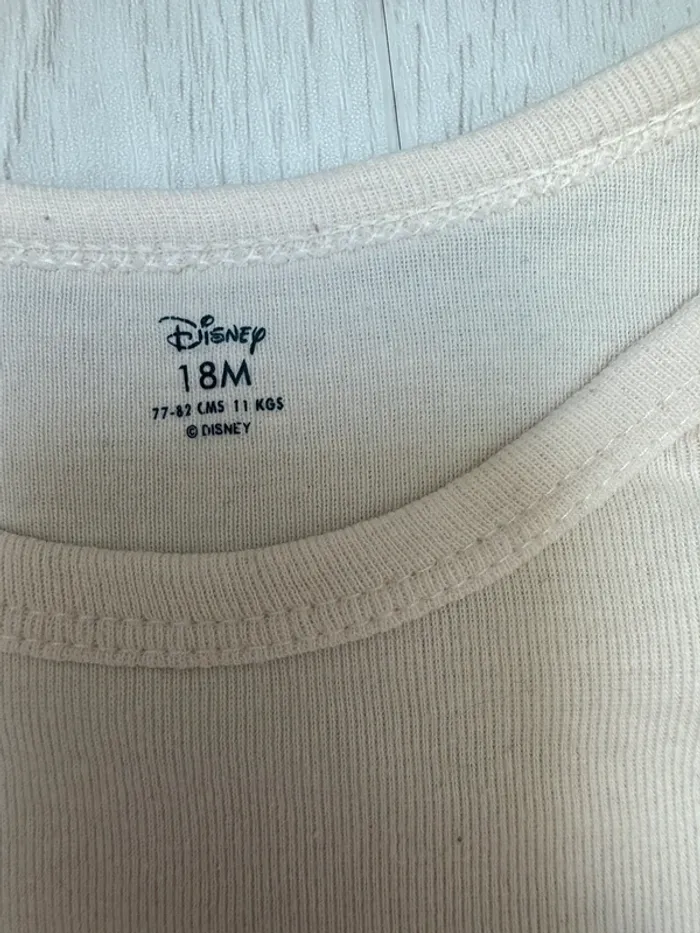 Disney
18M
77-82 CMS 11 KGS
© DISNEY